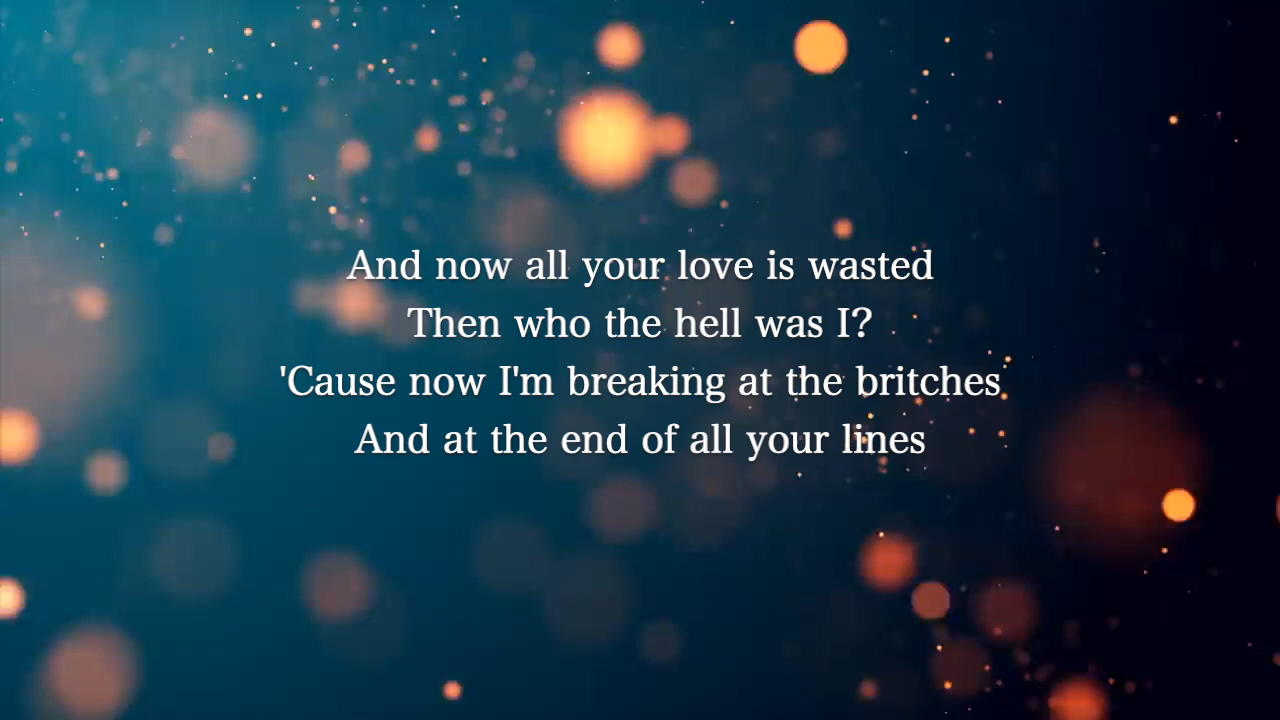 And now all your love is wasted
Then who the hell was I?
'Cause now I'm breaking at the britches
And at the end of all your lines